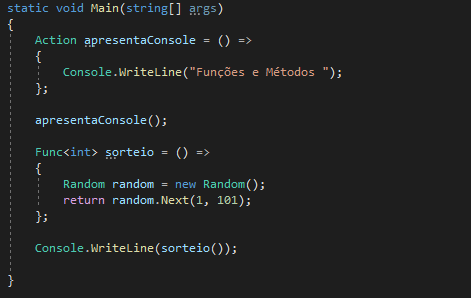 static void Main(string[] args)
{
Action apresentaConsole = () =>
{
Console.WriteLine("Funções e Métodos ");
};
apresentaConsole();
Func<int> sorteio = () =>
{
Random random = new Random();
return random.Next(1, 101);
};
Console.WriteLine(sorteio());
}